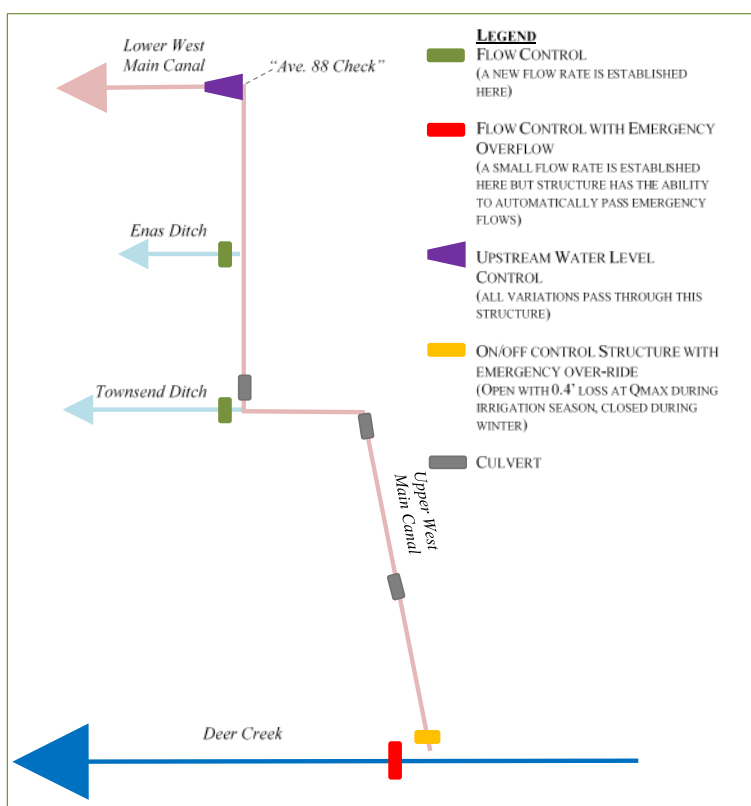 Lower West
Main Canal
“Ave. 88 Check”
Enas Ditch
Townsend Ditch
Upper West
Main Canal
Deer Creek
LEGEND
FLOW CONTROL
(A NEW FLOW RATE IS ESTABLISHED
HERE)
FLOW CONTROL WITH EMERGENCY
OVERFLOW
(A SMALL FLOW RATE IS ESTABLISHED
HERE BUT STRUCTURE HAS THE ABILITY
TO AUTOMATICALLY PASS EMERGENCY
FLOWS)
UPSTREAM WATER LEVEL
CONTROL
(ALL VARIATIONS PASS THROUGH THIS
STRUCTURE)
ON/OFF CONTROL STRUCTURE WITH
EMERGENCY OVER-RIDE
(OPEN WITH 0.4’ LOSS AT QMAX DURING
IRRIGATION SEASON, CLOSED DURING
WINTER)
CULVERT